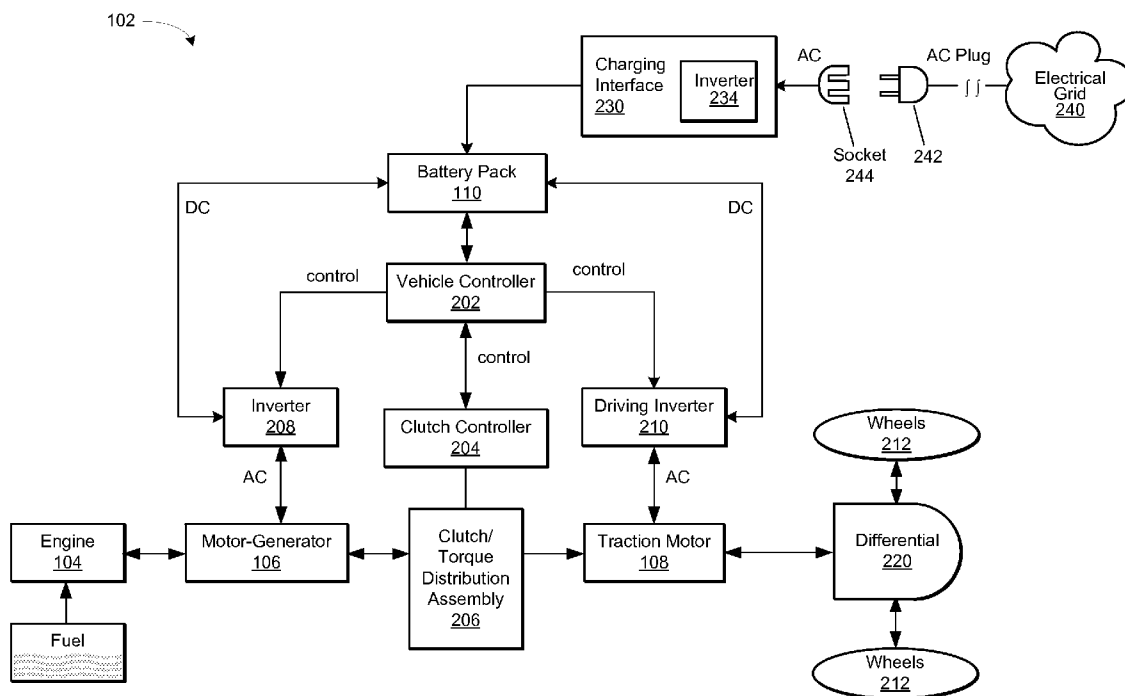 102
Charging
Interface
230
Inverter
234
AC
AC Plug
Electrical
Grid
240
Socket
244
242
Battery Pack
110
DC
DC
control
Vehicle Controller
202
control
control
Inverter
208
Clutch Controller
204
Driving Inverter
210
Wheels
212
AC
AC
Engine
104
Motor-Generator
106
Clutch/
Torque
Distribution
Assembly
206
Traction Motor
108
Differential
220
Fuel
Wheels
212